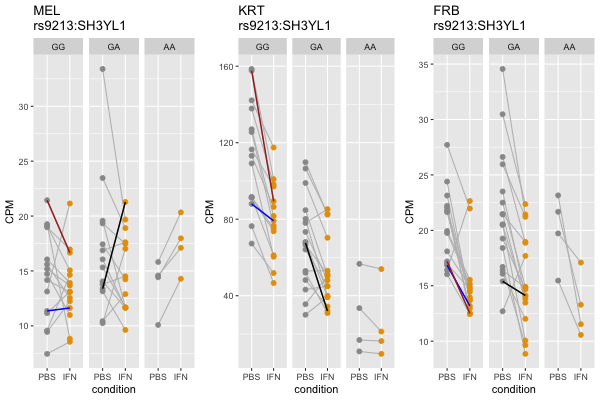 MEL
rs9213:SH3YL1
GG GA AA
30
25
20
15
10
CPM
PBS IFN PBS IFN PBS IFN
condition
KRT
rs9213:SH3YL1
GG GA AA
160
120
80
40
CPM
PBS IFN PBS IFN PBS IFN
condition
FRB
rs9213:SH3YL1
GG GA AA
35
30
25
20
15
10
CPM
PBS IFN PBS IFN PBS IFN
condition